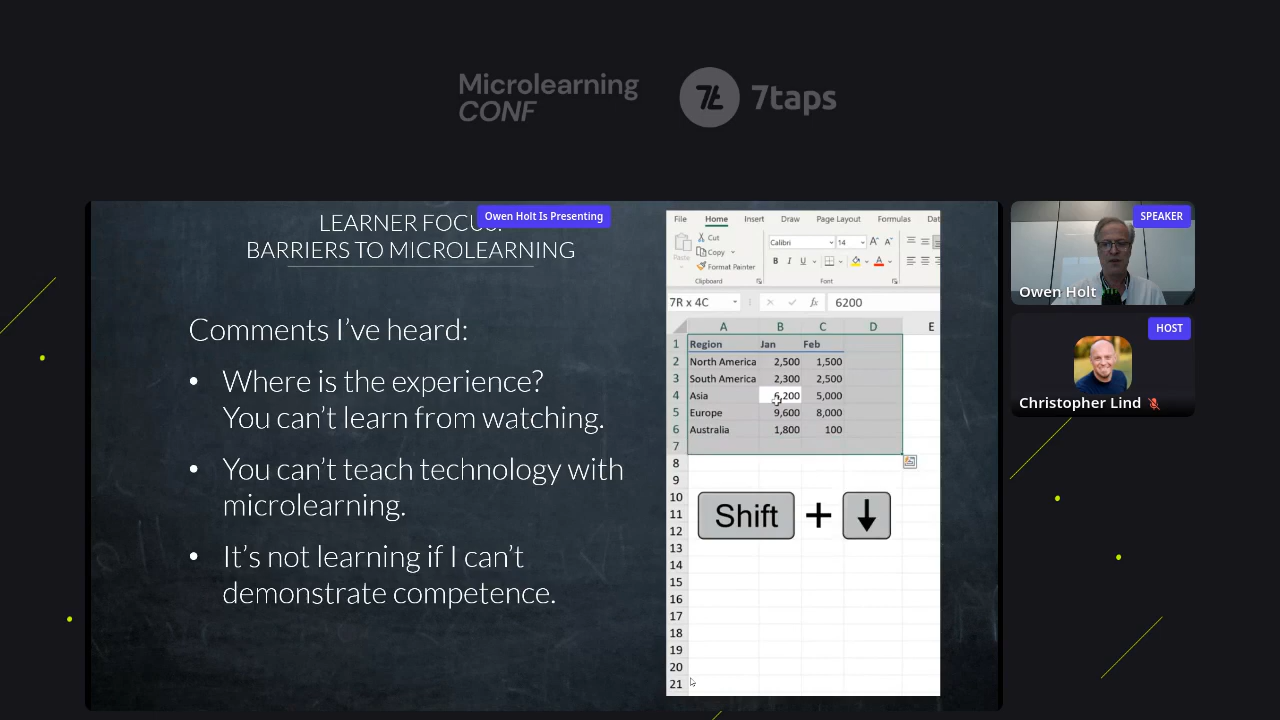 Microlearning
CONF
7t
7taps
LEARNER FOCUS:
BARRIERS TO MICROLEARNING
Owen Holt Is Presenting
Comments I've heard:
• Where is the experience?
You can't learn from watching.
• You can't teach technology with
microlearning.
• It's not learning if I can't
demonstrate competence.
File Home Insert Draw Page Layout Formulas Dat
Cut
Copy
Format Painter
Paste
Clipboard
Calibri 14 A A
B I U A
Font
7R x 4C fx 6200
A B C D E
1 Region Jan Feb
2 North America 2,500 1,500
3 South America 2,300 2,500
4 Asia 6,200 5,000
5 Europe 9,600 8,000
6 Australia 1,800 100
7
8
9
10
11
12
Shift + ↓
13
14
15
16
17
18
19
20
21
SPEAKER
Owen Holt
HOST
Christopher Lind